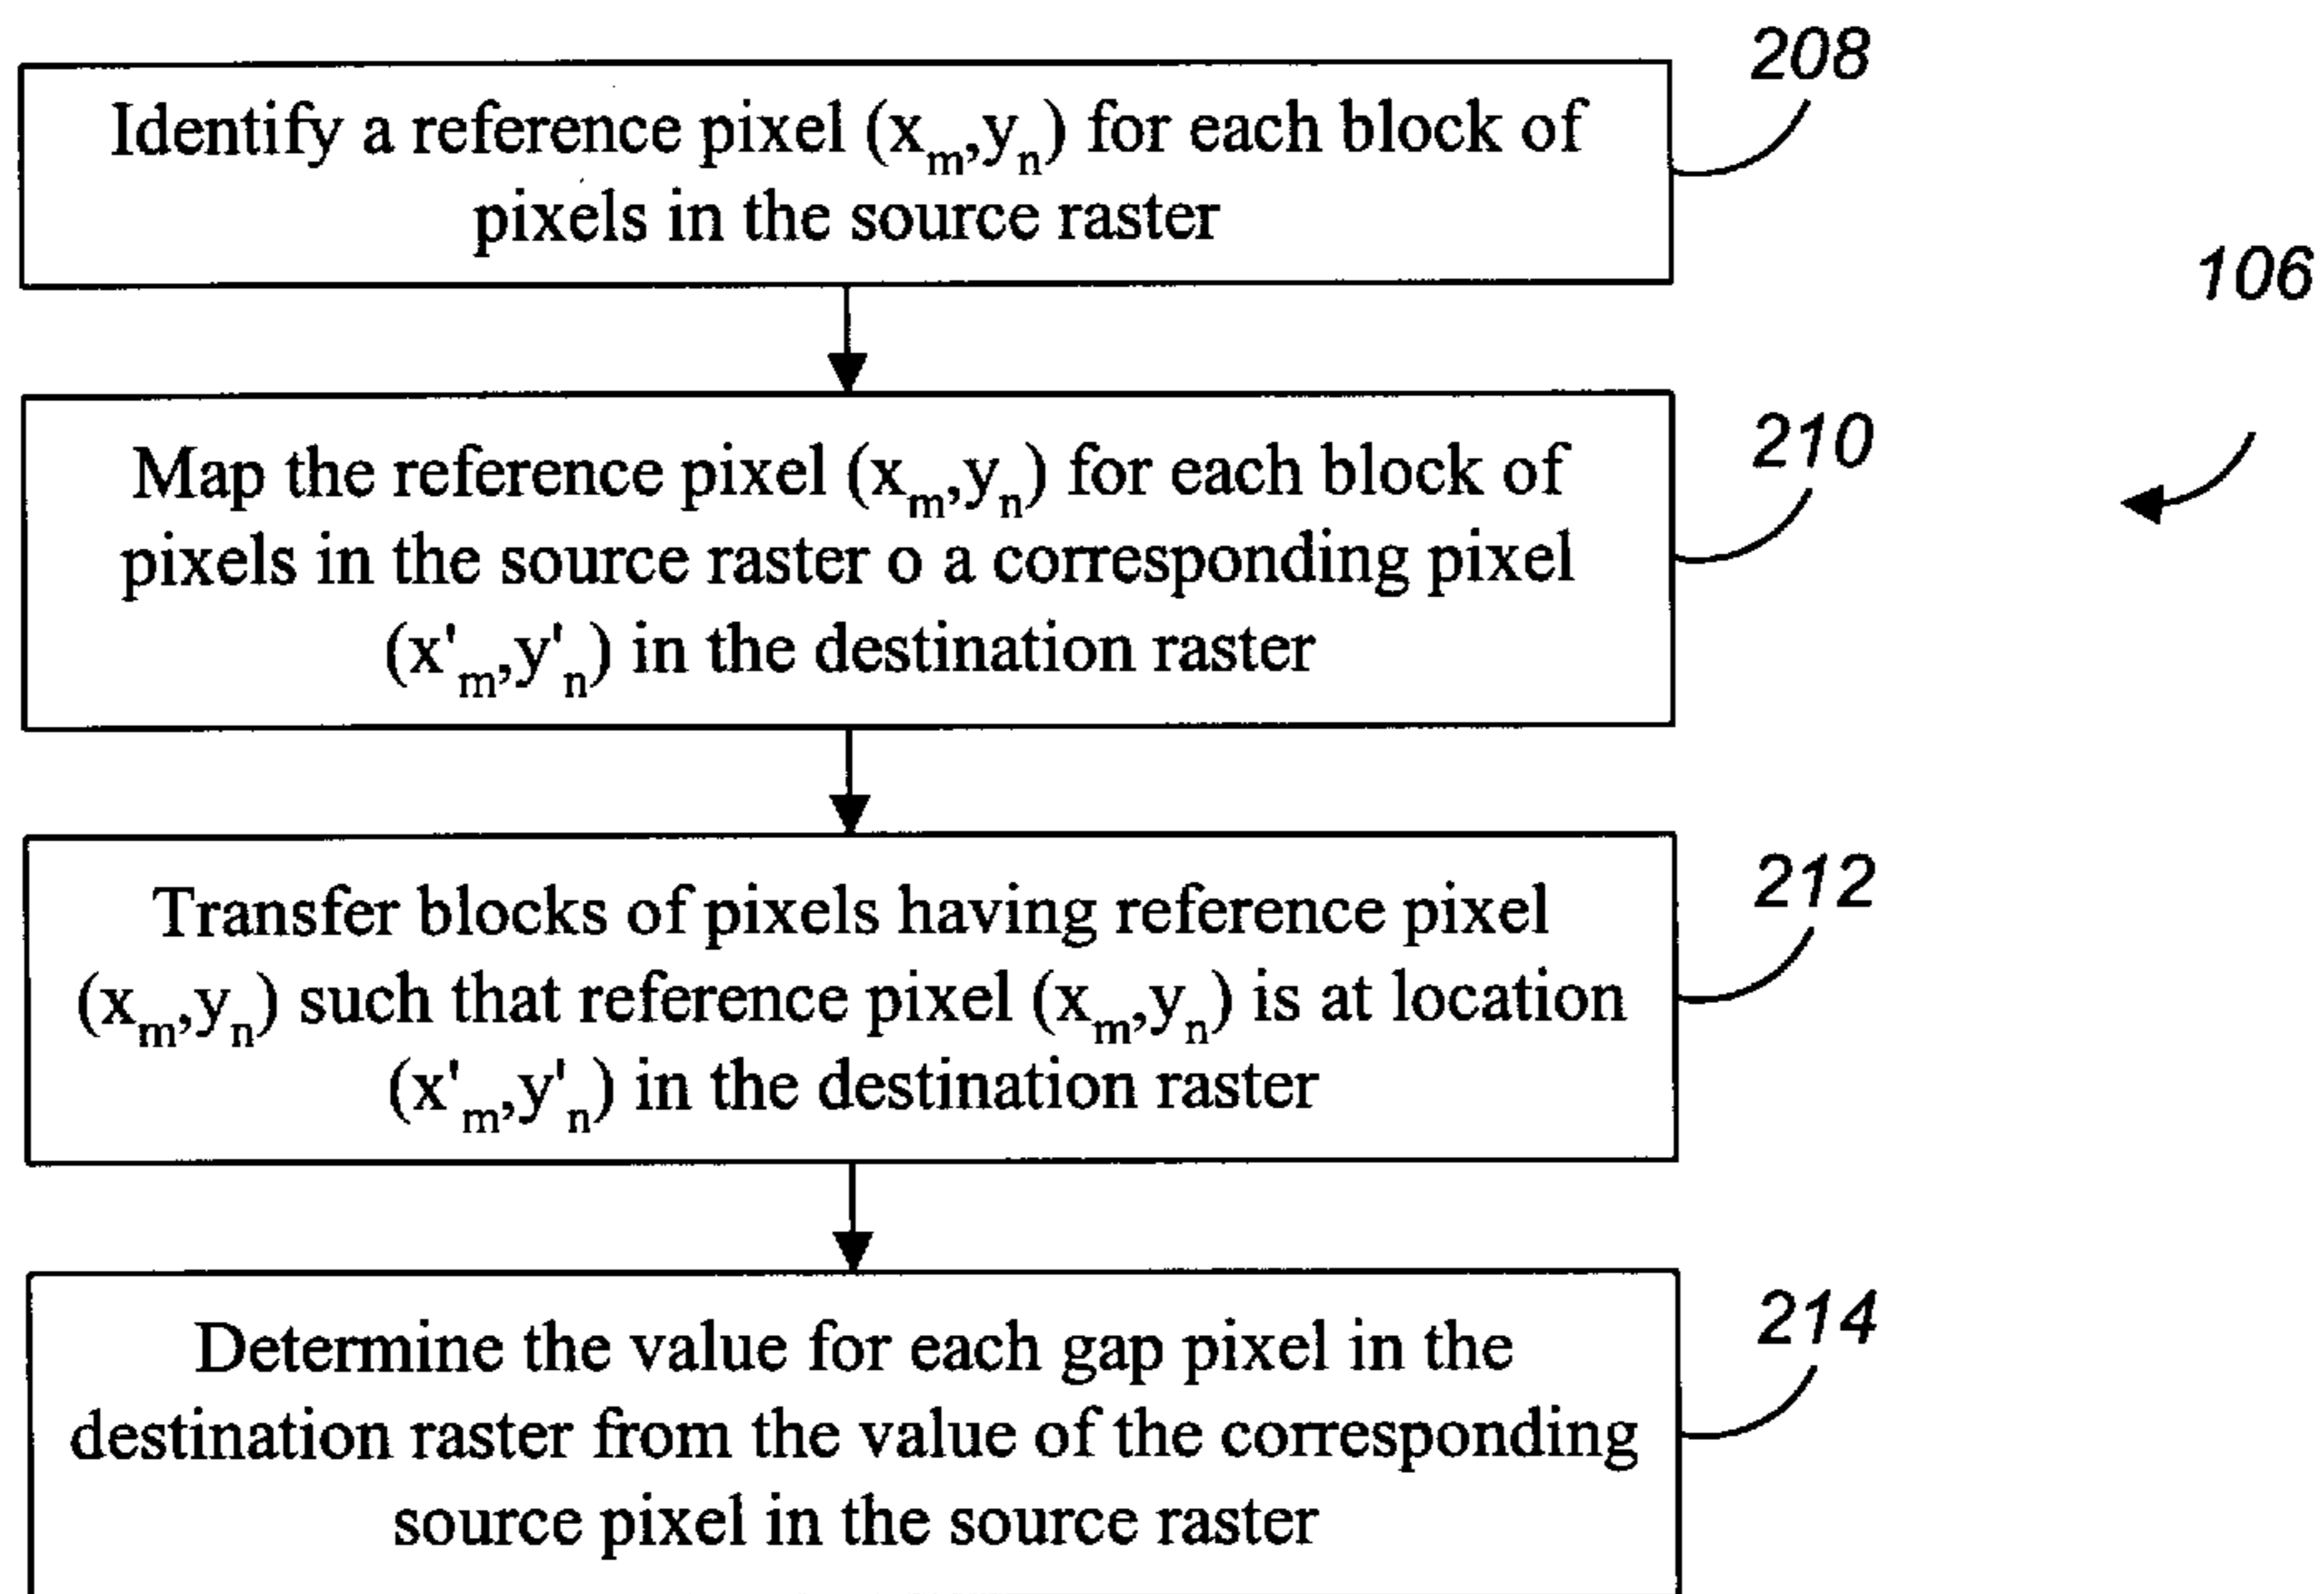 208
Identify a reference pixel (xm,yn) for each block of
pixels in the source raster
106
210
Map the reference pixel (xm,yn) for each block of
pixels in the source raster o a corresponding pixel
(x'm,y'n) in the destination raster
212
Transfer blocks of pixels having reference pixel
(xm,yn) such that reference pixel (xm,yn) is at location
(x'm,y'n) in the destination raster
214
Determine the value for each gap pixel in the
destination raster from the value of the corresponding
source pixel in the source raster